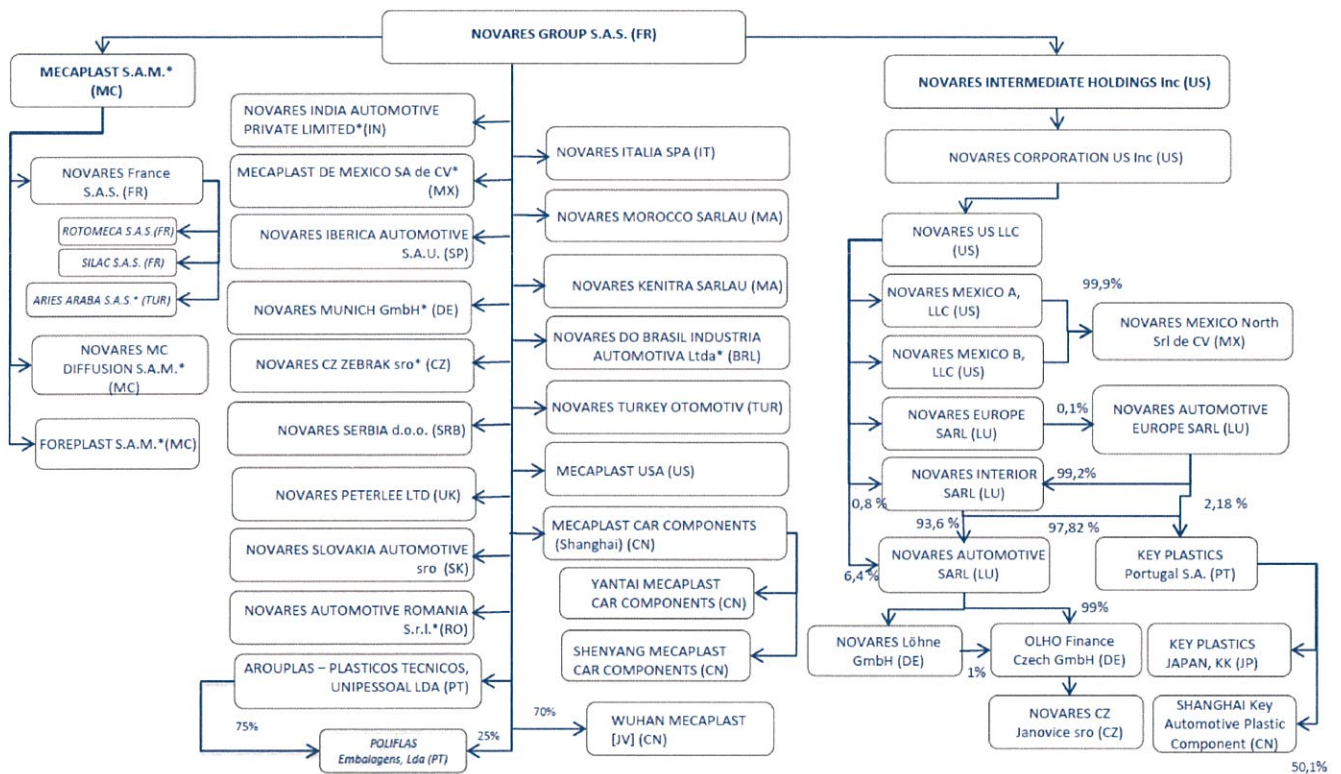 NOVARES GROUP S.A.S. (FR)
MECAPLAST S.A.M.*
(MC)
NOVARES France
S.A.S. (FR)
ROTOMECA S.A.S.(FR)
SILAC S.A.S. (FR)
ARIES ARABA S.A.S.* (TUR)
NOVARES MC
DIFFUSION S.A.M.*
(MC)
FOREPLAST S.A.M.*(MC)
NOVARES INDIA AUTOMOTIVE
PRIVATE LIMITED*(IN)
MECAPLAST DE MEXICO SA de CV*
(MX)
NOVARES IBERICA AUTOMOTIVE
S.A.U. (SP)
NOVARES MUNICH GmbH* (DE)
NOVARES CZ ZEBRAK sro* (CZ)
NOVARES SERBIA d.o.o. (SRB)
NOVARES PETERLEE LTD (UK)
NOVARES SLOVAKIA AUTOMOTIVE
sro (SK)
NOVARES AUTOMOTIVE ROMANIA
S.r.l.*(RO)
AROUPLAS – PLASTICOS TECNICOS,
UNIPESSOAL LDA (PT)
75%
POLIFLAS
Embalagens, Lda (PT)
25%
NOVARES ITALIA SPA (IT)
NOVARES MOROCCO SARLAU (MA)
NOVARES KENITRA SARLAU (MA)
NOVARES DO BRASIL INDUSTRIA
AUTOMOTIVA Ltda* (BRL)
NOVARES TURKEY OTOMOTIV (TUR)
MECAPLAST USA (US)
MECAPLAST CAR COMPONENTS
(Shanghai) (CN)
YANTAI MECAPLAST
CAR COMPONENTS (CN)
SHENYANG MECAPLAST
CAR COMPONENTS (CN)
70%
WUHAN MECAPLAST
[JV] (CN)
NOVARES INTERMEDIATE HOLDINGS Inc (US)
NOVARES CORPORATION US Inc (US)
NOVARES US LLC
(US)
NOVARES MEXICO A,
LLC (US)
99,9%
NOVARES MEXICO North
Srl de CV (MX)
NOVARES MEXICO B,
LLC (US)
NOVARES EUROPE
SARL (LU)
0,1%
NOVARES AUTOMOTIVE
EUROPE SARL (LU)
NOVARES INTERIOR
SARL (LU)
99,2%
0,8 %
93,6 %
97,82 %
2,18 %
NOVARES AUTOMOTIVE
SARL (LU)
6,4 %
KEY PLASTICS
Portugal S.A. (PT)
99%
NOVARES Löhne
GmbH (DE)
1%
OLHO Finance
Czech GmbH (DE)
KEY PLASTICS
JAPAN, KK (JP)
NOVARES CZ
Janovice sro (CZ)
SHANGHAI Key
Automotive Plastic
Component (CN)
50,1%